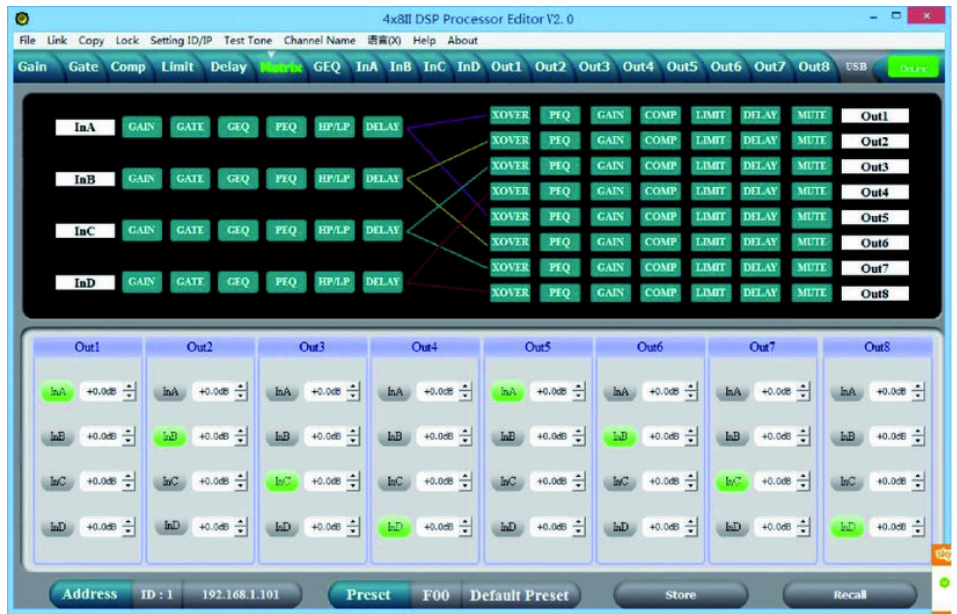 4x8II DSP Processor Editor V2. 0
File Link Copy Lock Setting ID/IP Test Tone Channel Name 语言(X) Help About
Gain Gate Comp Limit Delay Matrix GEQ InA InB InC InD Out1 Out2 Out3 Out4 Out5 Out6 Out7 Out8 USB OnLine
InA GAIN GATE GEQ PEQ HP/LP DELAY
InB GAIN GATE GEQ PEQ HP/LP DELAY
InC GAIN GATE GEQ PEQ HP/LP DELAY
InD GAIN GATE GEQ PEQ HP/LP DELAY
XOVER PEQ GAIN COMP LIMIT DELAY MUTE Out1
XOVER PEQ GAIN COMP LIMIT DELAY MUTE Out2
XOVER PEQ GAIN COMP LIMIT DELAY MUTE Out3
XOVER PEQ GAIN COMP LIMIT DELAY MUTE Out4
XOVER PEQ GAIN COMP LIMIT DELAY MUTE Out5
XOVER PEQ GAIN COMP LIMIT DELAY MUTE Out6
XOVER PEQ GAIN COMP LIMIT DELAY MUTE Out7
XOVER PEQ GAIN COMP LIMIT DELAY MUTE Out8
Out1 Out2 Out3 Out4 Out5 Out6 Out7 Out8
InA +0.0dB InA +0.0dB InA +0.0dB InA +0.0dB InA +0.0dB InA +0.0dB InA +0.0dB InA +0.0dB
InB +0.0dB InB +0.0dB InB +0.0dB InB +0.0dB InB +0.0dB InB +0.0dB InB +0.0dB InB +0.0dB
InC +0.0dB InC +0.0dB InC +0.0dB InC +0.0dB InC +0.0dB InC +0.0dB InC +0.0dB InC +0.0dB
InD +0.0dB InD +0.0dB InD +0.0dB InD +0.0dB InD +0.0dB InD +0.0dB InD +0.0dB InD +0.0dB
Address ID : 1 192.168.1.101 Preset F00 Default Preset Store Recall